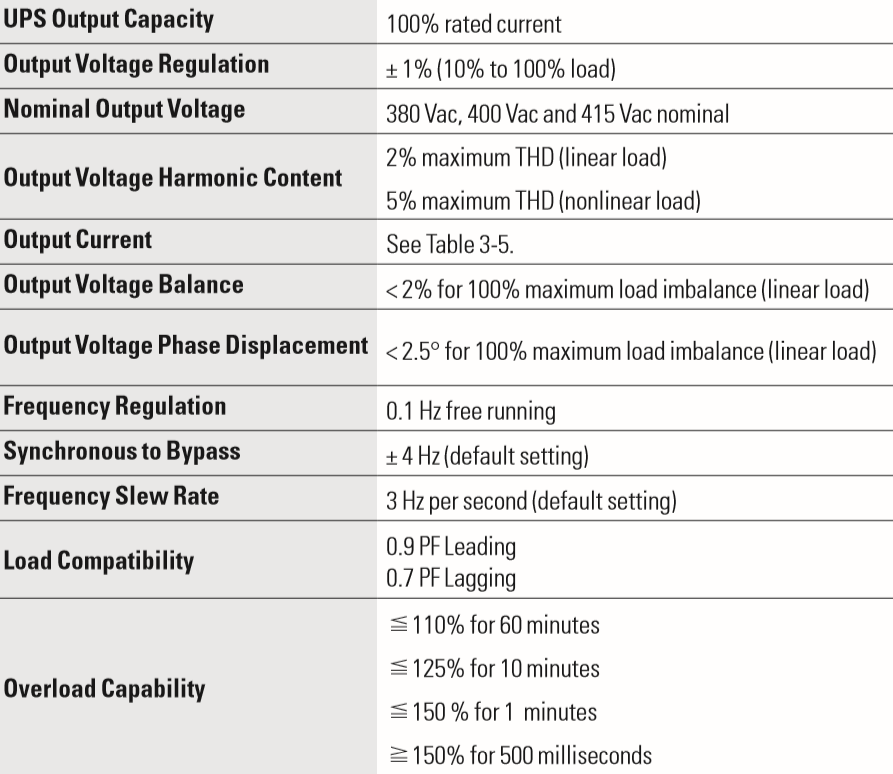 UPS Output Capacity
100% rated current
Output Voltage Regulation
± 1% (10% to 100% load)
Nominal Output Voltage
380 Vac, 400 Vac and 415 Vac nominal
Output Voltage Harmonic Content
2% maximum THD (linear load)
5% maximum THD (nonlinear load)
Output Current
See Table 3-5.
Output Voltage Balance
< 2% for 100% maximum load imbalance (linear load)
Output Voltage Phase Displacement
< 2.5° for 100% maximum load imbalance (linear load)
Frequency Regulation
0.1 Hz free running
Synchronous to Bypass
± 4 Hz (default setting)
Frequency Slew Rate
3 Hz per second (default setting)
Load Compatibility
0.9 PF Leading
0.7 PF Lagging
Overload Capability
≦ 110% for 60 minutes
≦ 125% for 10 minutes
≦ 150 % for 1 minutes
≧ 150% for 500 milliseconds